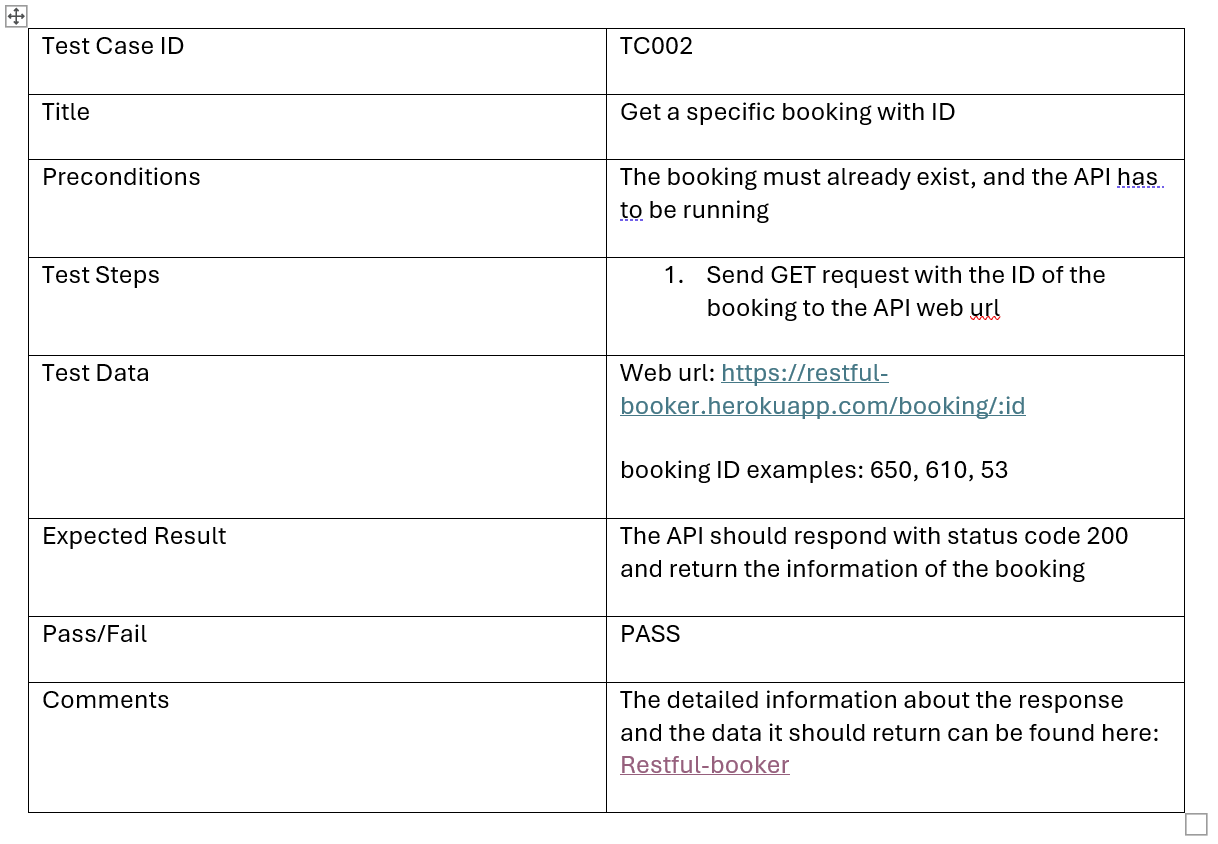 Test Case ID
TC002
Title
Get a specific booking with ID
Preconditions
The booking must already exist, and the API has
to be running
Test Steps
1. Send GET request with the ID of the
booking to the API web url
Test Data
Web url: https://restful-
booker.herokuapp.com/booking/:id
booking ID examples: 650, 610, 53
Expected Result
The API should respond with status code 200
and return the information of the booking
Pass/Fail
PASS
Comments
The detailed information about the response
and the data it should return can be found here:
Restful-booker